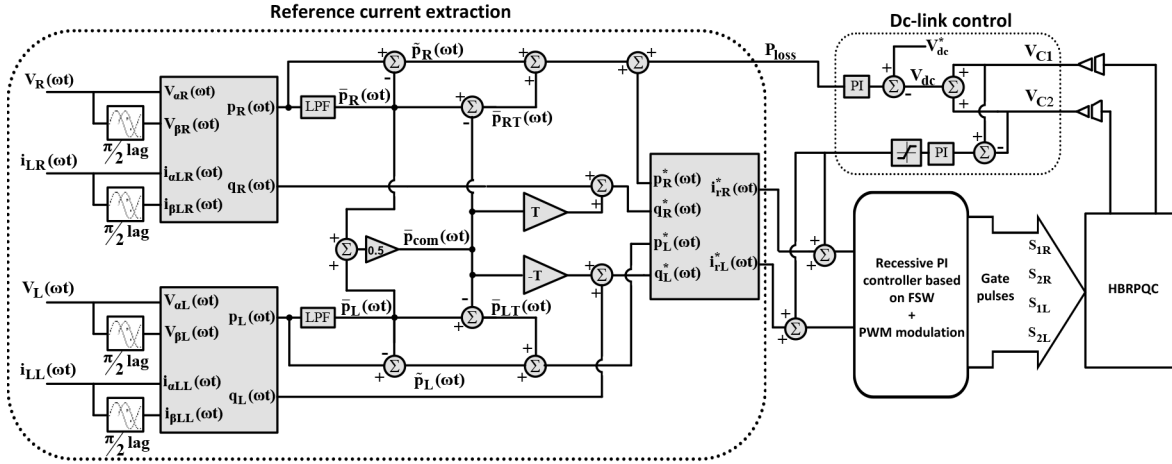 Reference current extraction
Dc-link control
V_R(ωt)
V_αR(ωt)
V_βR(ωt)
π/2 lag
i_LR(ωt)
i_αLR(ωt)
i_βLR(ωt)
π/2 lag
p_R(ωt)
q_R(ωt)
LPF
p̃_R(ωt)
p̄_R(ωt)
p̄_RT(ωt)
Σ
T
0.5
p̄_com(ωt)
-T
V_L(ωt)
V_αL(ωt)
V_βL(ωt)
π/2 lag
i_LL(ωt)
i_αLL(ωt)
i_βLL(ωt)
π/2 lag
p_L(ωt)
q_L(ωt)
LPF
p̄_L(ωt)
p̄_LT(ωt)
p̃_L(ωt)
p*_R(ωt)
q*_R(ωt)
p*_L(ωt)
q*_L(ωt)
i*_rR(ωt)
i*_rL(ωt)
P_loss
PI
V*_dc
V_dc
V_C1
V_C2
PI
Recessive PI
controller based
on FSW
+
PWM modulation
Gate
pulses
S_1R
S_2R
S_1L
S_2L
HBRPQC